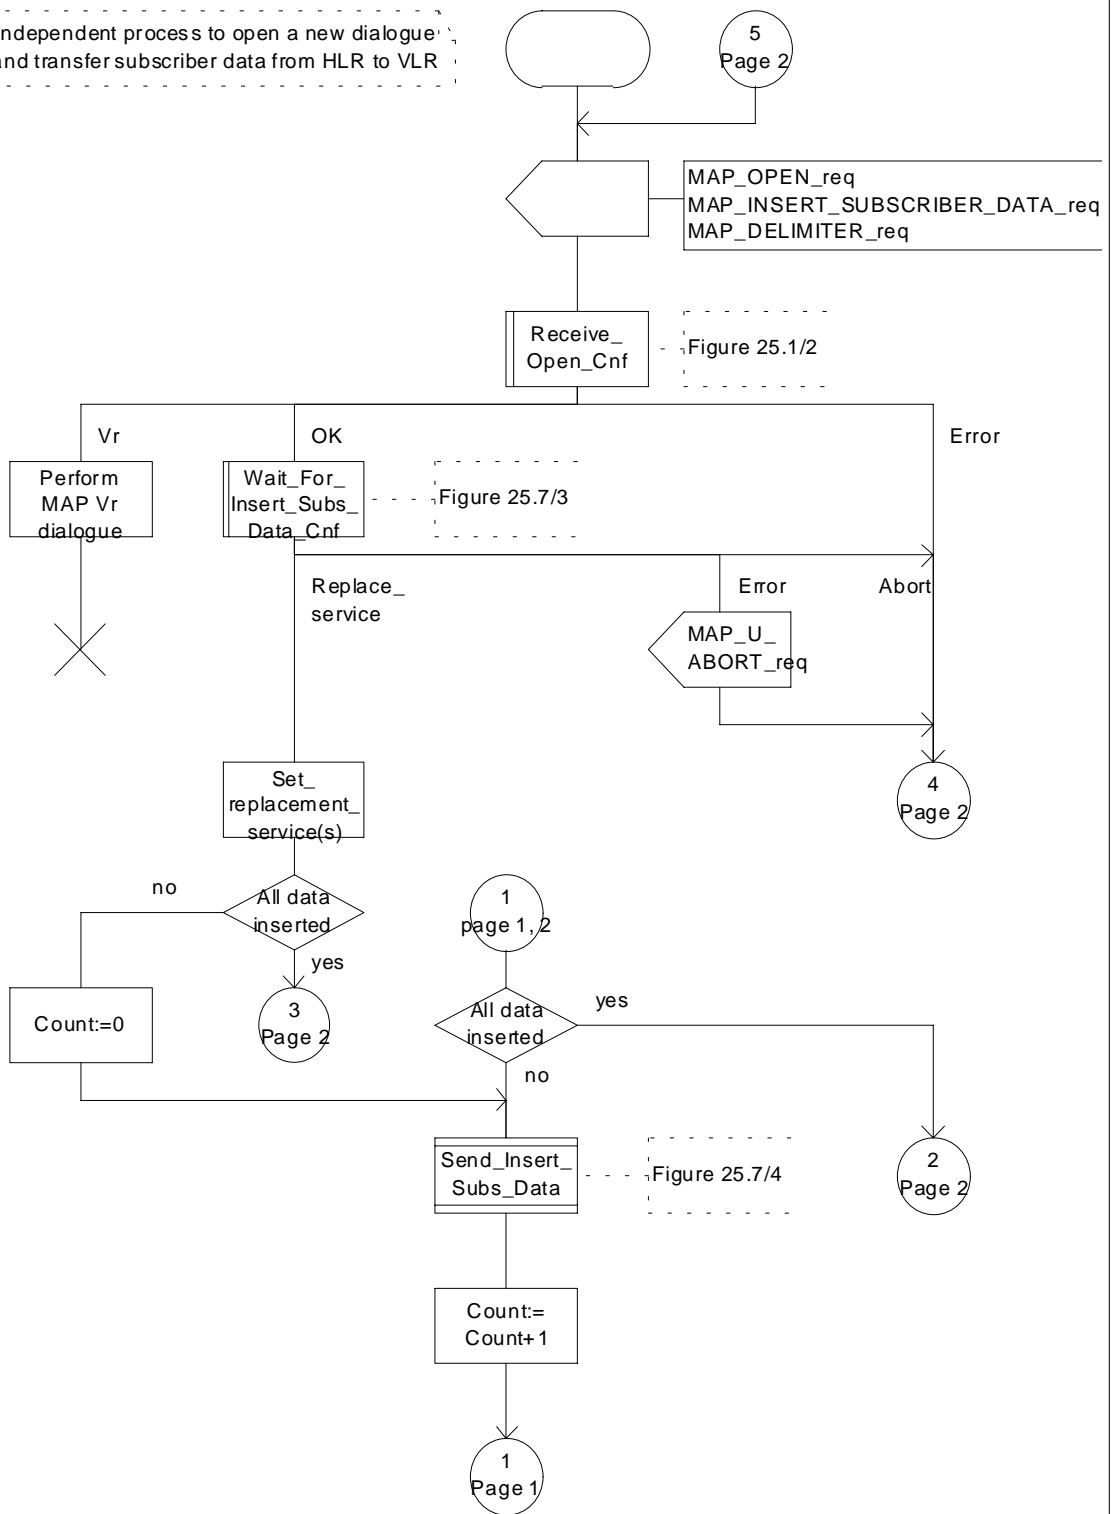 ndependent process to open a new dialogue
nd transfer subscriber data from HLR to VLR
5
Page 2
MAP_OPEN_req
MAP_INSERT_SUBSCRIBER_DATA_req
MAP_DELIMITER_req
Receive_
Open_Cnf
Figure 25.1/2
Vr
OK
Error
Perform
MAP Vr
dialogue
Wait_For_
Insert_Subs_
Data_Cnf
Figure 25.7/3
Replace_
service
Error
Abort
MAP_U_
ABORT_req
Set_
replacement_
service(s)
4
Page 2
no
All data
inserted
yes
1
page 1, 2
Count:=0
3
Page 2
All data
inserted
yes
no
Send_Insert_
Subs_Data
Figure 25.7/4
2
Page 2
Count:=
Count+1
1
Page 1